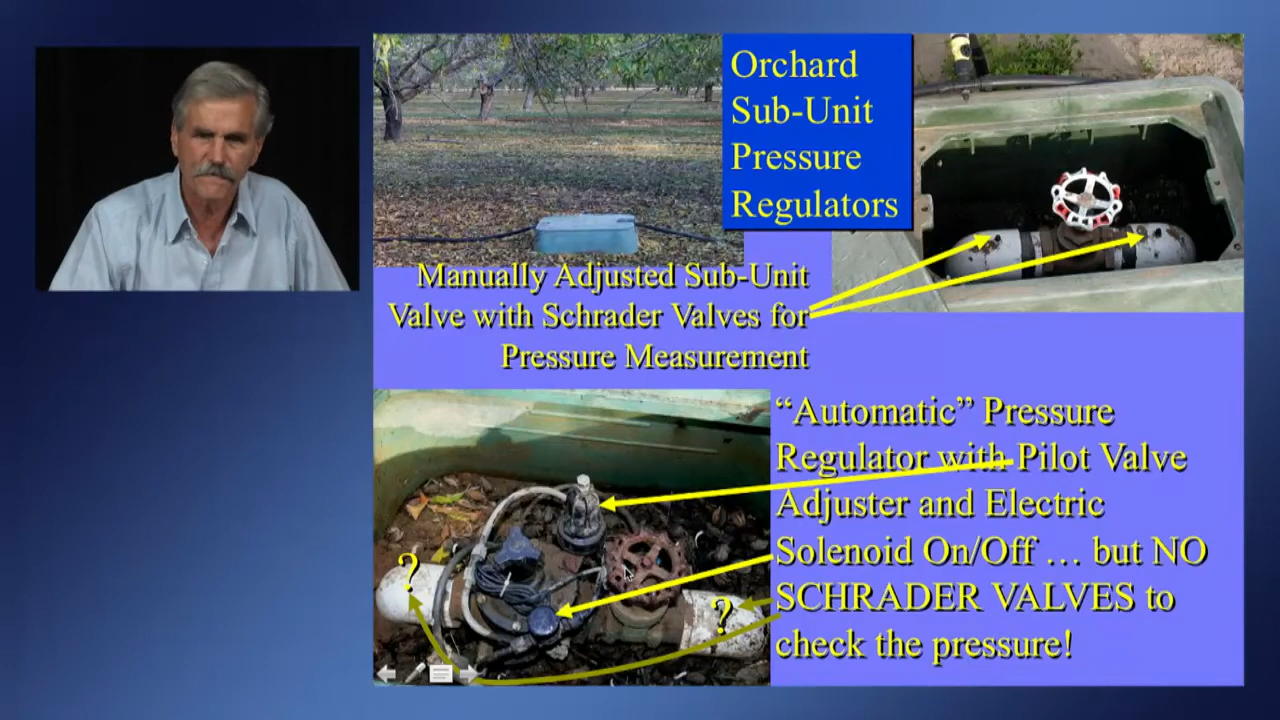 Orchard
Sub-Unit
Pressure
Regulators
Manually Adjusted Sub-Unit
Valve with Schrader Valves for
Pressure Measurement
“Automatic” Pressure
Regulator with Pilot Valve
Adjuster and Electric
Solenoid On/Off … but NO
SCHRADER VALVES to
check the pressure!
?
?